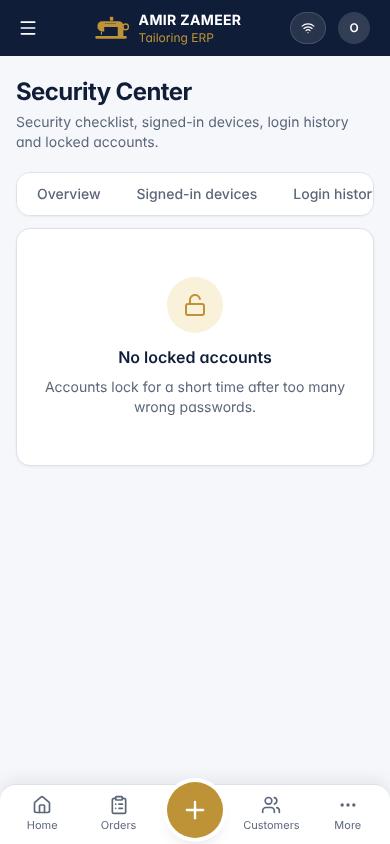 AMIR ZAMEER
Tailoring ERP
O
Security Center
Security checklist, signed-in devices, login history
and locked accounts.
Overview
Signed-in devices
Login histor
No locked accounts
Accounts lock for a short time after too many
wrong passwords.
Home
Orders
Customers
More